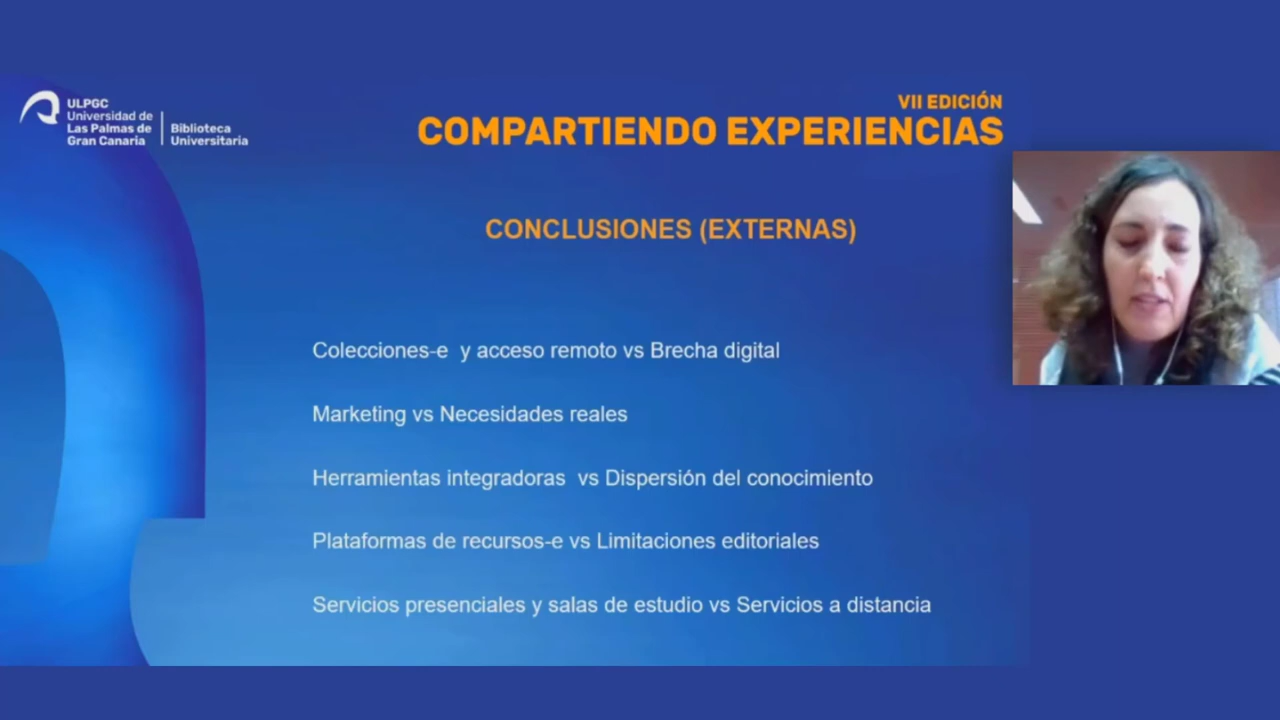 ULPGC
Universidad de
Las Palmas de
Gran Canaria
Biblioteca
Universitaria
VII EDICIÓN
COMPARTIENDO EXPERIENCIAS
CONCLUSIONES (EXTERNAS)
Colecciones-e y acceso remoto vs Brecha digital
Marketing vs Necesidades reales
Herramientas integradoras vs Dispersión del conocimiento
Plataformas de recursos-e vs Limitaciones editoriales
Servicios presenciales y salas de estudio vs Servicios a distancia